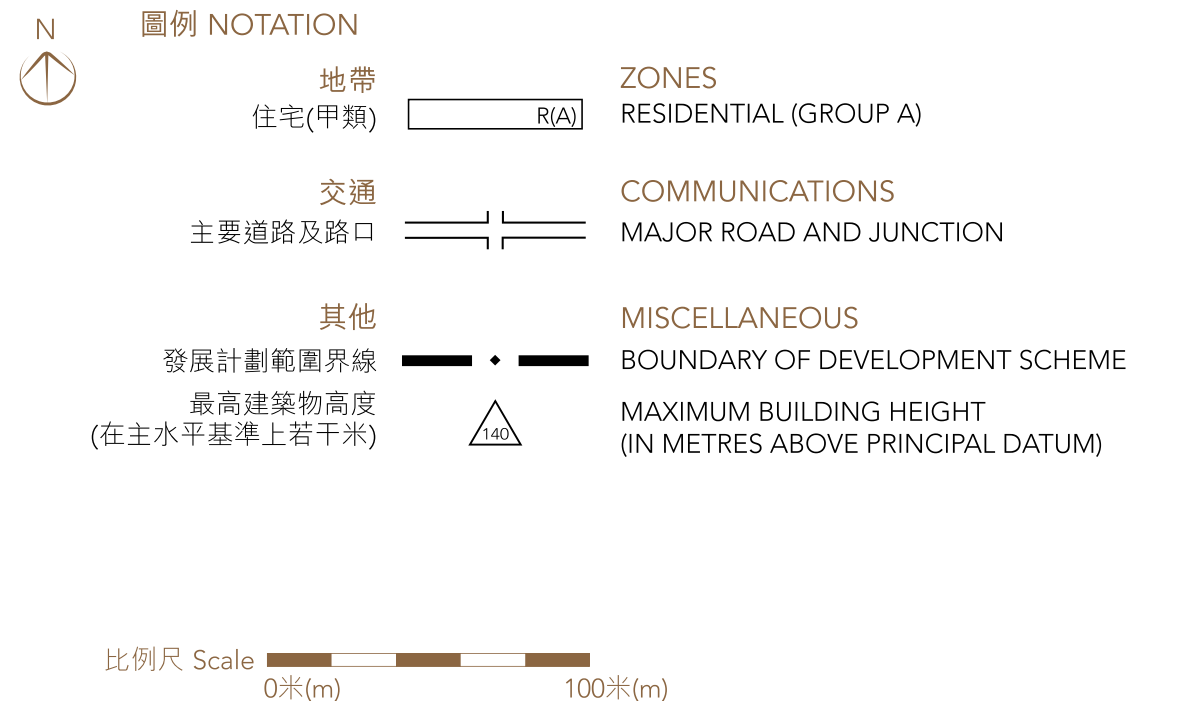 N
圖例 NOTATION
地帶 ZONES
住宅(甲類) R(A) RESIDENTIAL (GROUP A)
交通 COMMUNICATIONS
主要道路及路口 MAJOR ROAD AND JUNCTION
其他 MISCELLANEOUS
發展計劃範圍界線 BOUNDARY OF DEVELOPMENT SCHEME
最高建築物高度 MAXIMUM BUILDING HEIGHT
(在主水平基準上若干米) 140 (IN METRES ABOVE PRINCIPAL DATUM)
比例尺 Scale
0米(m) 100米(m)